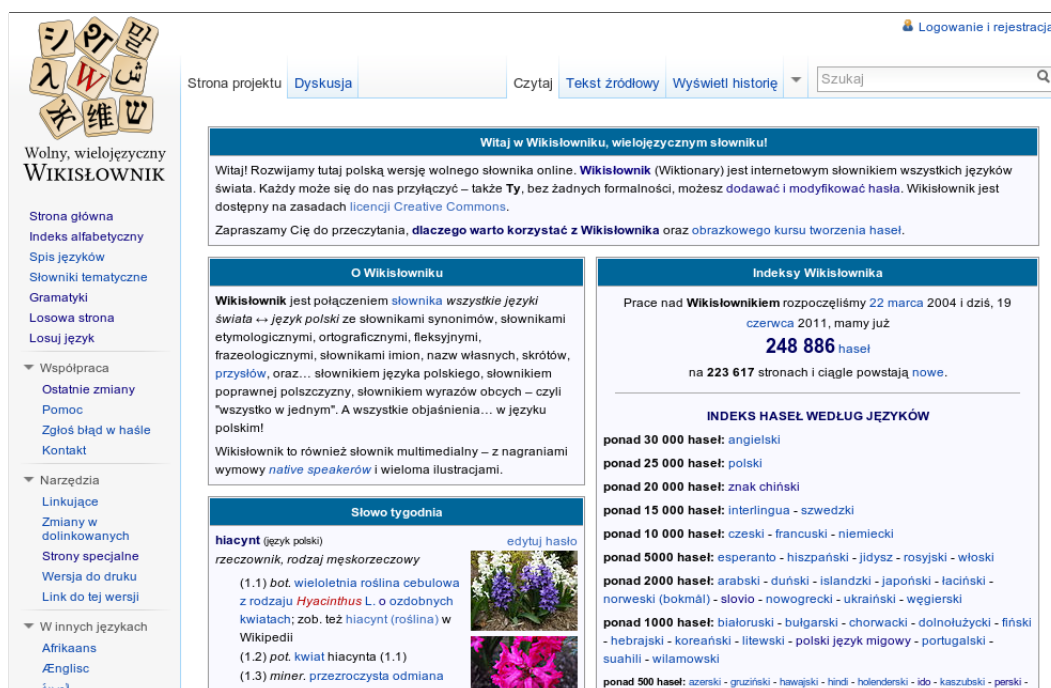 Logowanie i rejestracja
Wolny, wielojęzyczny
WIKISŁOWNIK
Strona projektu
Dyskusja
Czytaj
Tekst źródłowy
Wyświetl historię
Szukaj
Strona główna
Indeks alfabetyczny
Spis języków
Słowniki tematyczne
Gramatyki
Losowa strona
Losuj język
Współpraca
Ostatnie zmiany
Pomoc
Zgłoś błąd w haśle
Kontakt
Narzędzia
Linkujące
Zmiany w
dolinkowanych
Strony specjalne
Wersja do druku
Link do tej wersji
W innych językach
Afrikaans
Ænglisc
Witaj w Wikisłowniku, wielojęzycznym słowniku!
Witaj! Rozwijamy tutaj polską wersję wolnego słownika online. Wikisłownik (Wiktionary) jest internetowym słownikiem wszystkich języków
świata. Każdy może się do nas przyłączyć – także Ty, bez żadnych formalności, możesz dodawać i modyfikować hasła. Wikisłownik jest
dostępny na zasadach licencji Creative Commons.
Zapraszamy Cię do przeczytania, dlaczego warto korzystać z Wikisłownika oraz obrazkowego kursu tworzenia haseł.
O Wikisłowniku
Wikisłownik jest połączeniem słownika wszystkie języki
świata ↔ język polski ze słownikami synonimów, słownikami
etymologicznymi, ortograficznymi, fleksyjnymi,
frazeologicznymi, słownikami imion, nazw własnych, skrótów,
przysłów, oraz… słownikiem języka polskiego, słownikiem
poprawnej polszczyzny, słownikiem wyrazów obcych – czyli
"wszystko w jednym". A wszystkie objaśnienia… w języku
polskim!
Wikisłownik to również słownik multimedialny – z nagraniami
wymowy native speakerów i wieloma ilustracjami.
Słowo tygodnia
hiacynt (język polski)
edytuj hasło
rzeczownik, rodzaj męskorzeczowy
(1.1) bot. wieloletnia roślina cebulowa
z rodzaju Hyacinthus L. o ozdobnych
kwiatach; zob. też hiacynt (roślina) w
Wikipedii
(1.2) pot. kwiat hiacynta (1.1)
(1.3) miner. przezroczysta odmiana
Indeksy Wikisłownika
Prace nad Wikisłownikiem rozpoczęliśmy 22 marca 2004 i dziś, 19
czerwca 2011, mamy już
248 886 haseł
na 223 617 stronach i ciągle powstają nowe.
INDEKS HASEŁ WEDŁUG JĘZYKÓW
ponad 30 000 haseł: angielski
ponad 25 000 haseł: polski
ponad 20 000 haseł: znak chiński
ponad 15 000 haseł: interlingua - szwedzki
ponad 10 000 haseł: czeski - francuski - niemiecki
ponad 5000 haseł: esperanto - hiszpański - jidysz - rosyjski - włoski
ponad 2000 haseł: arabski - duński - islandzki - japoński - łaciński -
norweski (bokmål) - slovio - nowogrecki - ukraiński - węgierski
ponad 1000 haseł: białoruski - bułgarski - chorwacki - dolnołużycki - fiński
- hebrajski - koreański - litewski - polski język migowy - portugalski -
suahili - wilamowski
ponad 500 haseł: azerski - gruziński - hawajski - hindi - holenderski - ido - kaszubski - perski -